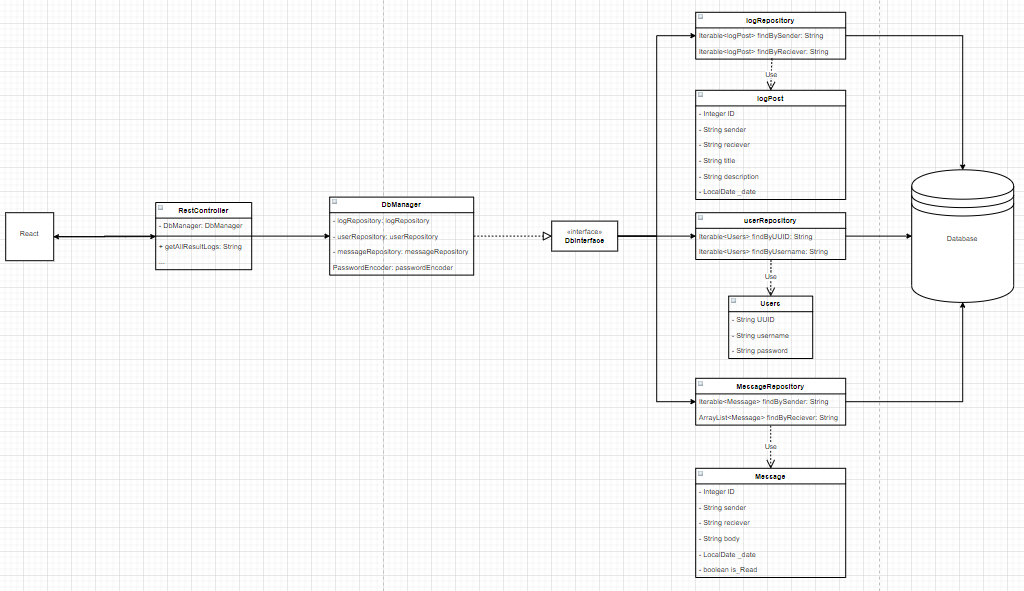 React
RestController
- DbManager: DbManager
+ getAllResultLogs: String
...
DbManager
- logRepository: logRepository
- userRepository: userRepository
- messageRepository: messageRepository
PasswordEncoder: passwordEncoder
«interface»
DbInterface
logRepository
Iterable<logPost> findBySender: String
Iterable<logPost> findByReciever: String
Use
logPost
- Integer ID
- String sender
- String reciever
- String title
- String description
- LocalDate _date
userRepository
Iterable<Users> findByUUID: String
Iterable<Users> findByUsername: String
Use
Users
- String UUID
- String username
- String password
MessageRepository
Iterable<Message> findBySender: String
ArrayList<Message> findByReciever: String
Use
Message
- Integer ID
- String sender
- String reciever
- String body
- LocalDate _date
- boolean is_Read
Database